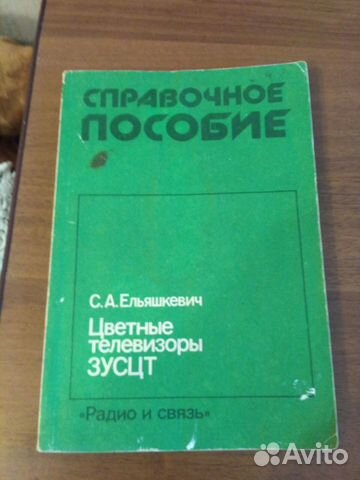 СПРАВОЧНОЕ
ПОСОБИЕ
С.А.Ельяшкевич
Цветные
телевизоры
ЗУСЦТ
«Радио и связь»
Avito